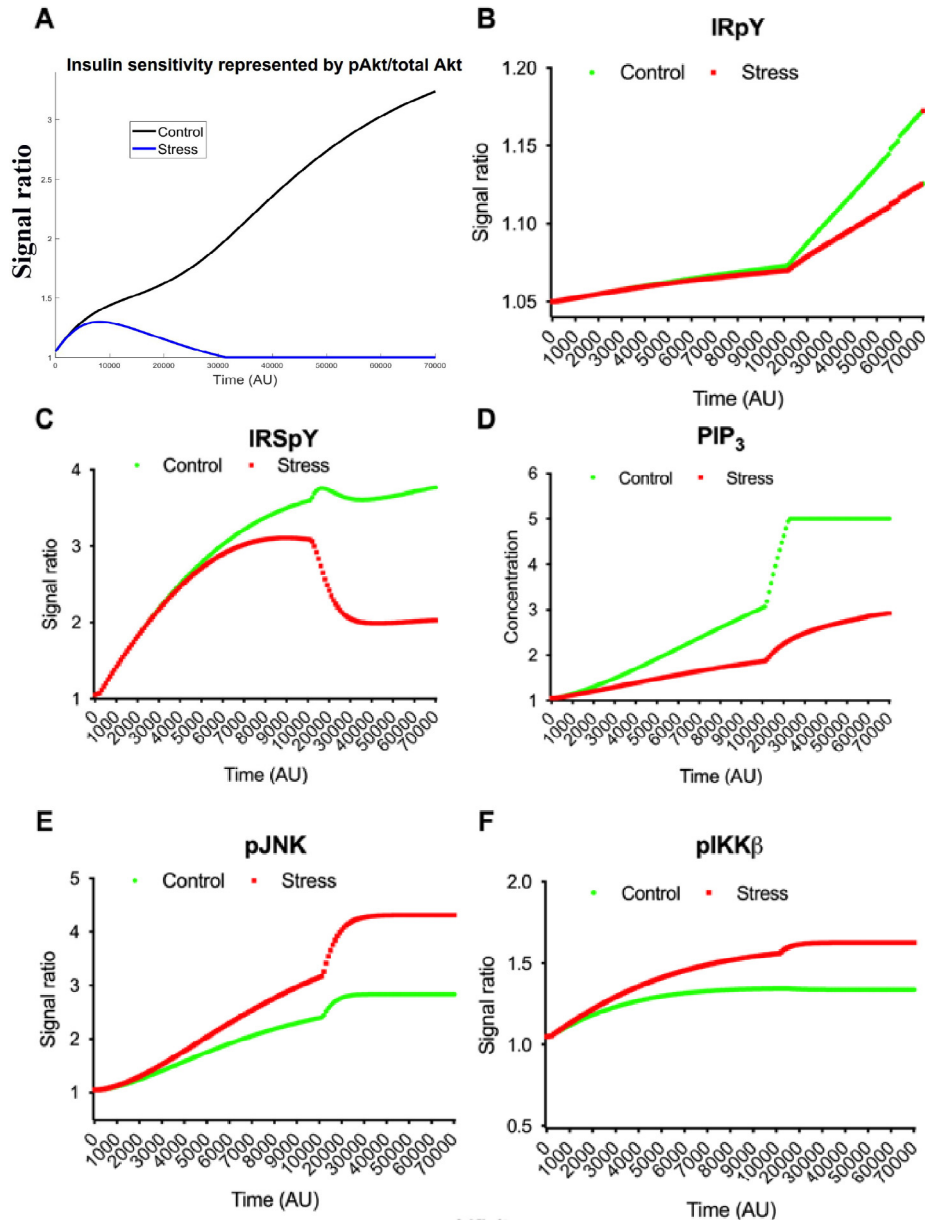 A
Insulin sensitivity represented by pAkt/total Akt
Signal ratio
3
2.5
2
1.5
1
Control
Stress
0 10000 20000 30000 40000 50000 60000 70000
Time (AU)
B
IRpY
Control Stress
Signal ratio
1.20
1.15
1.10
1.05
0 1000 2000 3000 4000 5000 6000 7000 8000 9000 10000 20000 30000 40000 50000 60000 70000
Time (AU)
C
IRSpY
Control Stress
Signal ratio
4
3
2
1
0 1000 2000 3000 4000 5000 6000 7000 8000 9000 10000 20000 30000 40000 50000 60000 70000
Time (AU)
D
PIP3
Control Stress
Concentration
6
5
4
3
2
1
0 1000 2000 3000 4000 5000 6000 7000 8000 9000 10000 20000 30000 40000 50000 60000 70000
Time (AU)
E
pJNK
Control Stress
Signal ratio
5
4
3
2
1
0 1000 2000 3000 4000 5000 6000 7000 8000 9000 10000 20000 30000 40000 50000 60000 70000
Time (AU)
F
pIKKβ
Control Stress
Signal ratio
2.0
1.5
1.0
0.5
0 1000 2000 3000 4000 5000 6000 7000 8000 9000 10000 20000 30000 40000 50000 60000 70000
Time (AU)